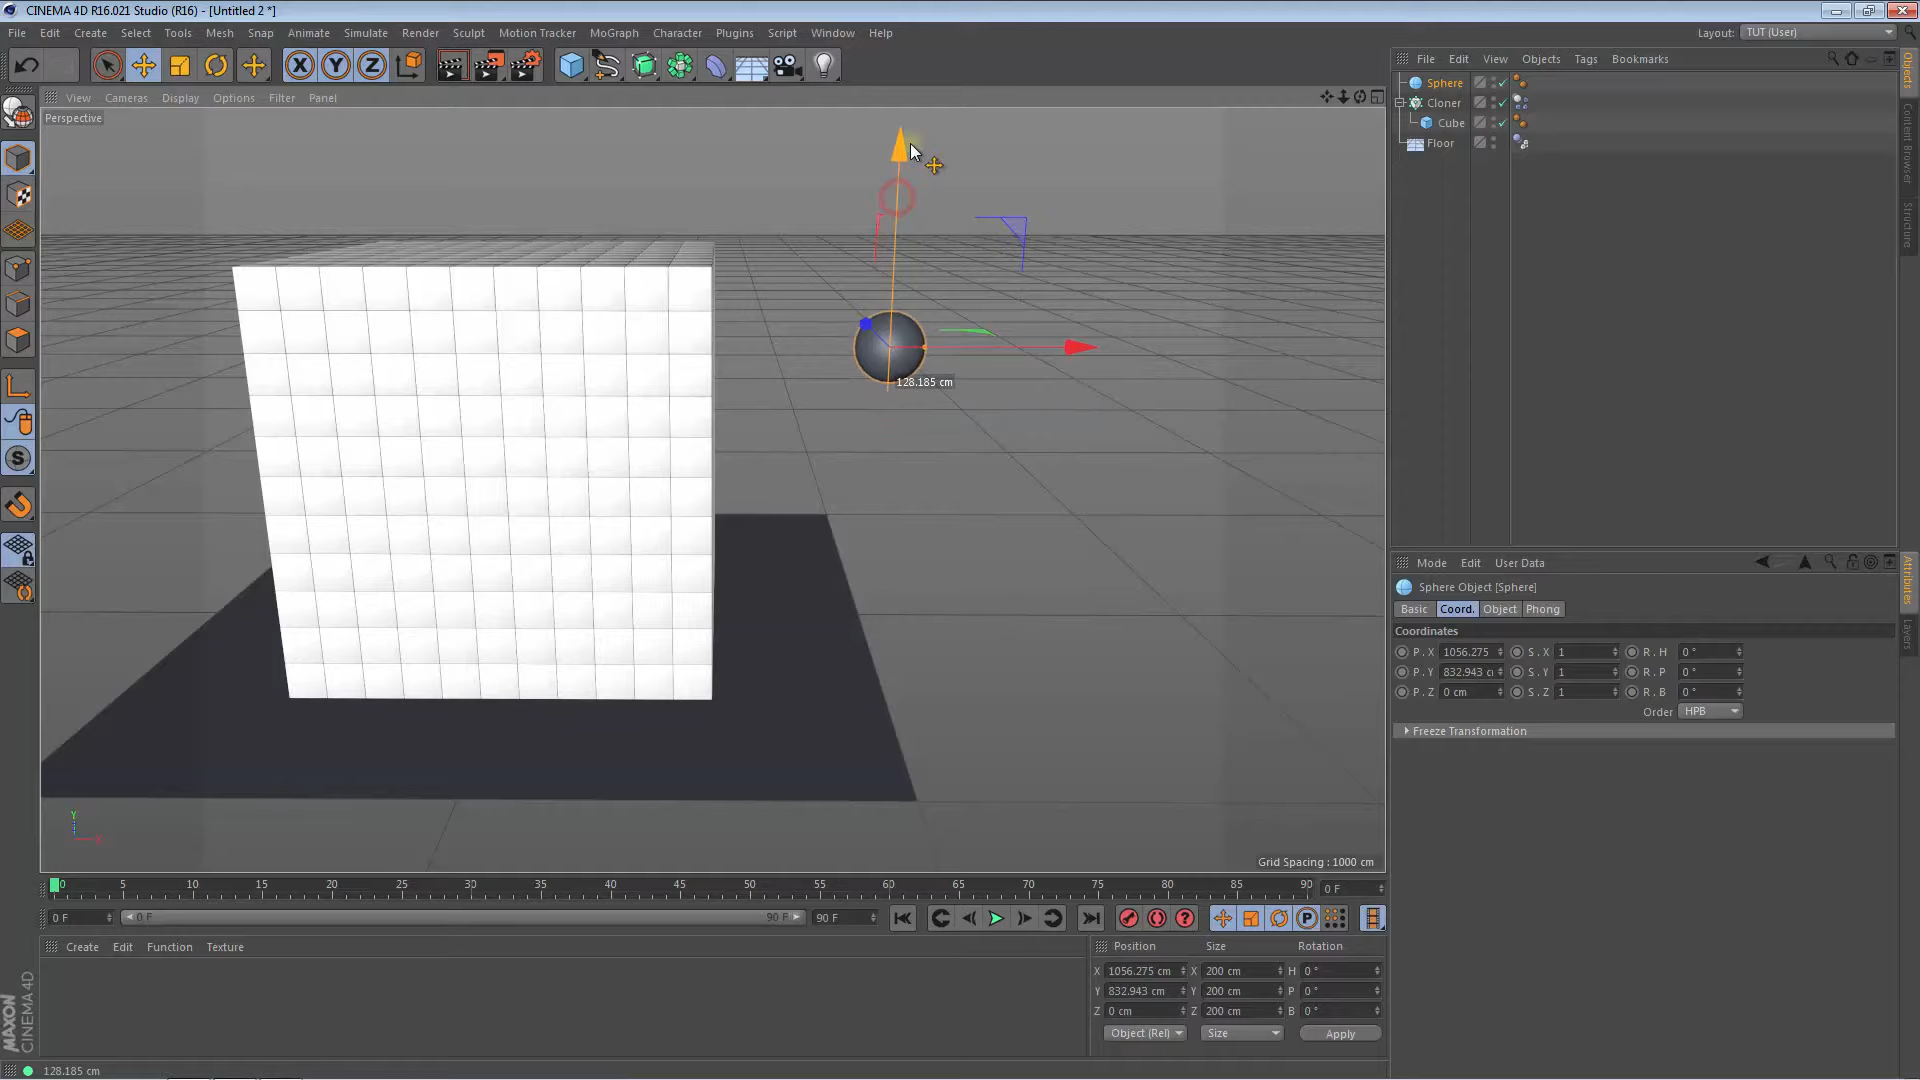 CINEMA 4D R16.021 Studio (R16) - [Untitled 2 *]
File Edit Create Select Tools Mesh Snap Animate Simulate Render Sculpt Motion Tracker MoGraph Character Plugins Script Window Help
Layout: TUT (User)
X Y Z
View Cameras Display Options Filter Panel
Perspective
128.185 cm
Y
X
Grid Spacing : 1000 cm
File Edit View Objects Tags Bookmarks
Sphere
Cloner
Cube
Floor
Objects
Content Browser
Structure
Mode Edit User Data
Sphere Object [Sphere]
Basic Coord. Object Phong
Coordinates
P . X 1056.275 S . X 1 R . H 0 °
P . Y 832.943 S . Y 1 R . P 0 °
P . Z 0 cm S . Z 1 R . B 0 °
Order HPB
Freeze Transformation
Attributes
Layers
S
0 5 10 15 20 25 30 35 40 45 50 55 60 65 70 75 80 85 90 0 F
0 F 0 F 90 F 90 F
P
Create Edit Function Texture
Position Size Rotation
X 1056.275 cm X 200 cm H 0 °
Y 832.943 cm Y 200 cm P 0 °
Z 0 cm Z 200 cm B 0 °
Object (Rel) Size Apply
MAXON
CINEMA 4D
128.185 cm